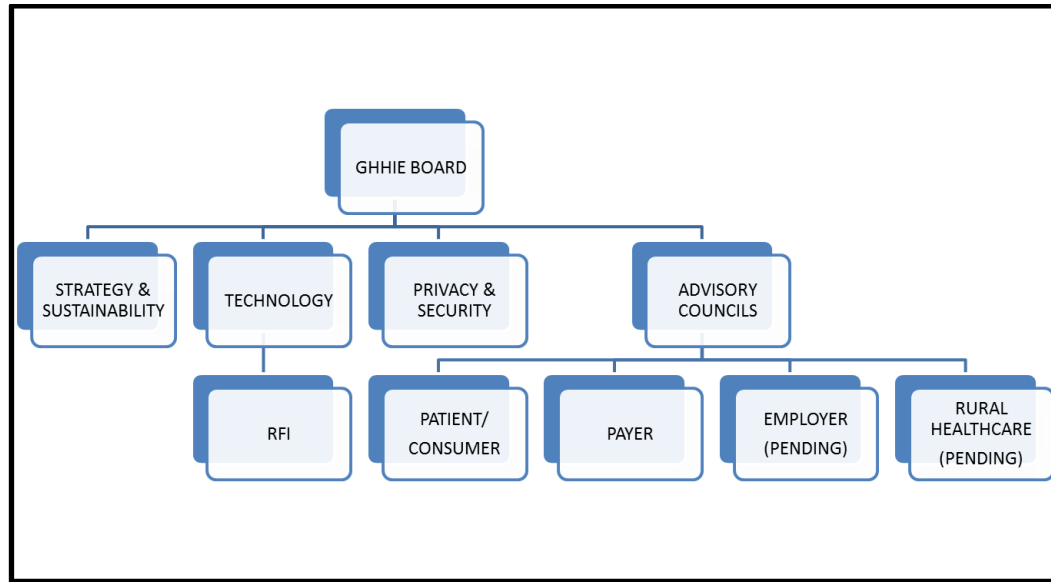 GHHIE BOARD
STRATEGY &
SUSTAINABILITY
TECHNOLOGY
PRIVACY &
SECURITY
ADVISORY
COUNCILS
RFI
PATIENT/
CONSUMER
PAYER
EMPLOYER
(PENDING)
RURAL
HEALTHCARE
(PENDING)